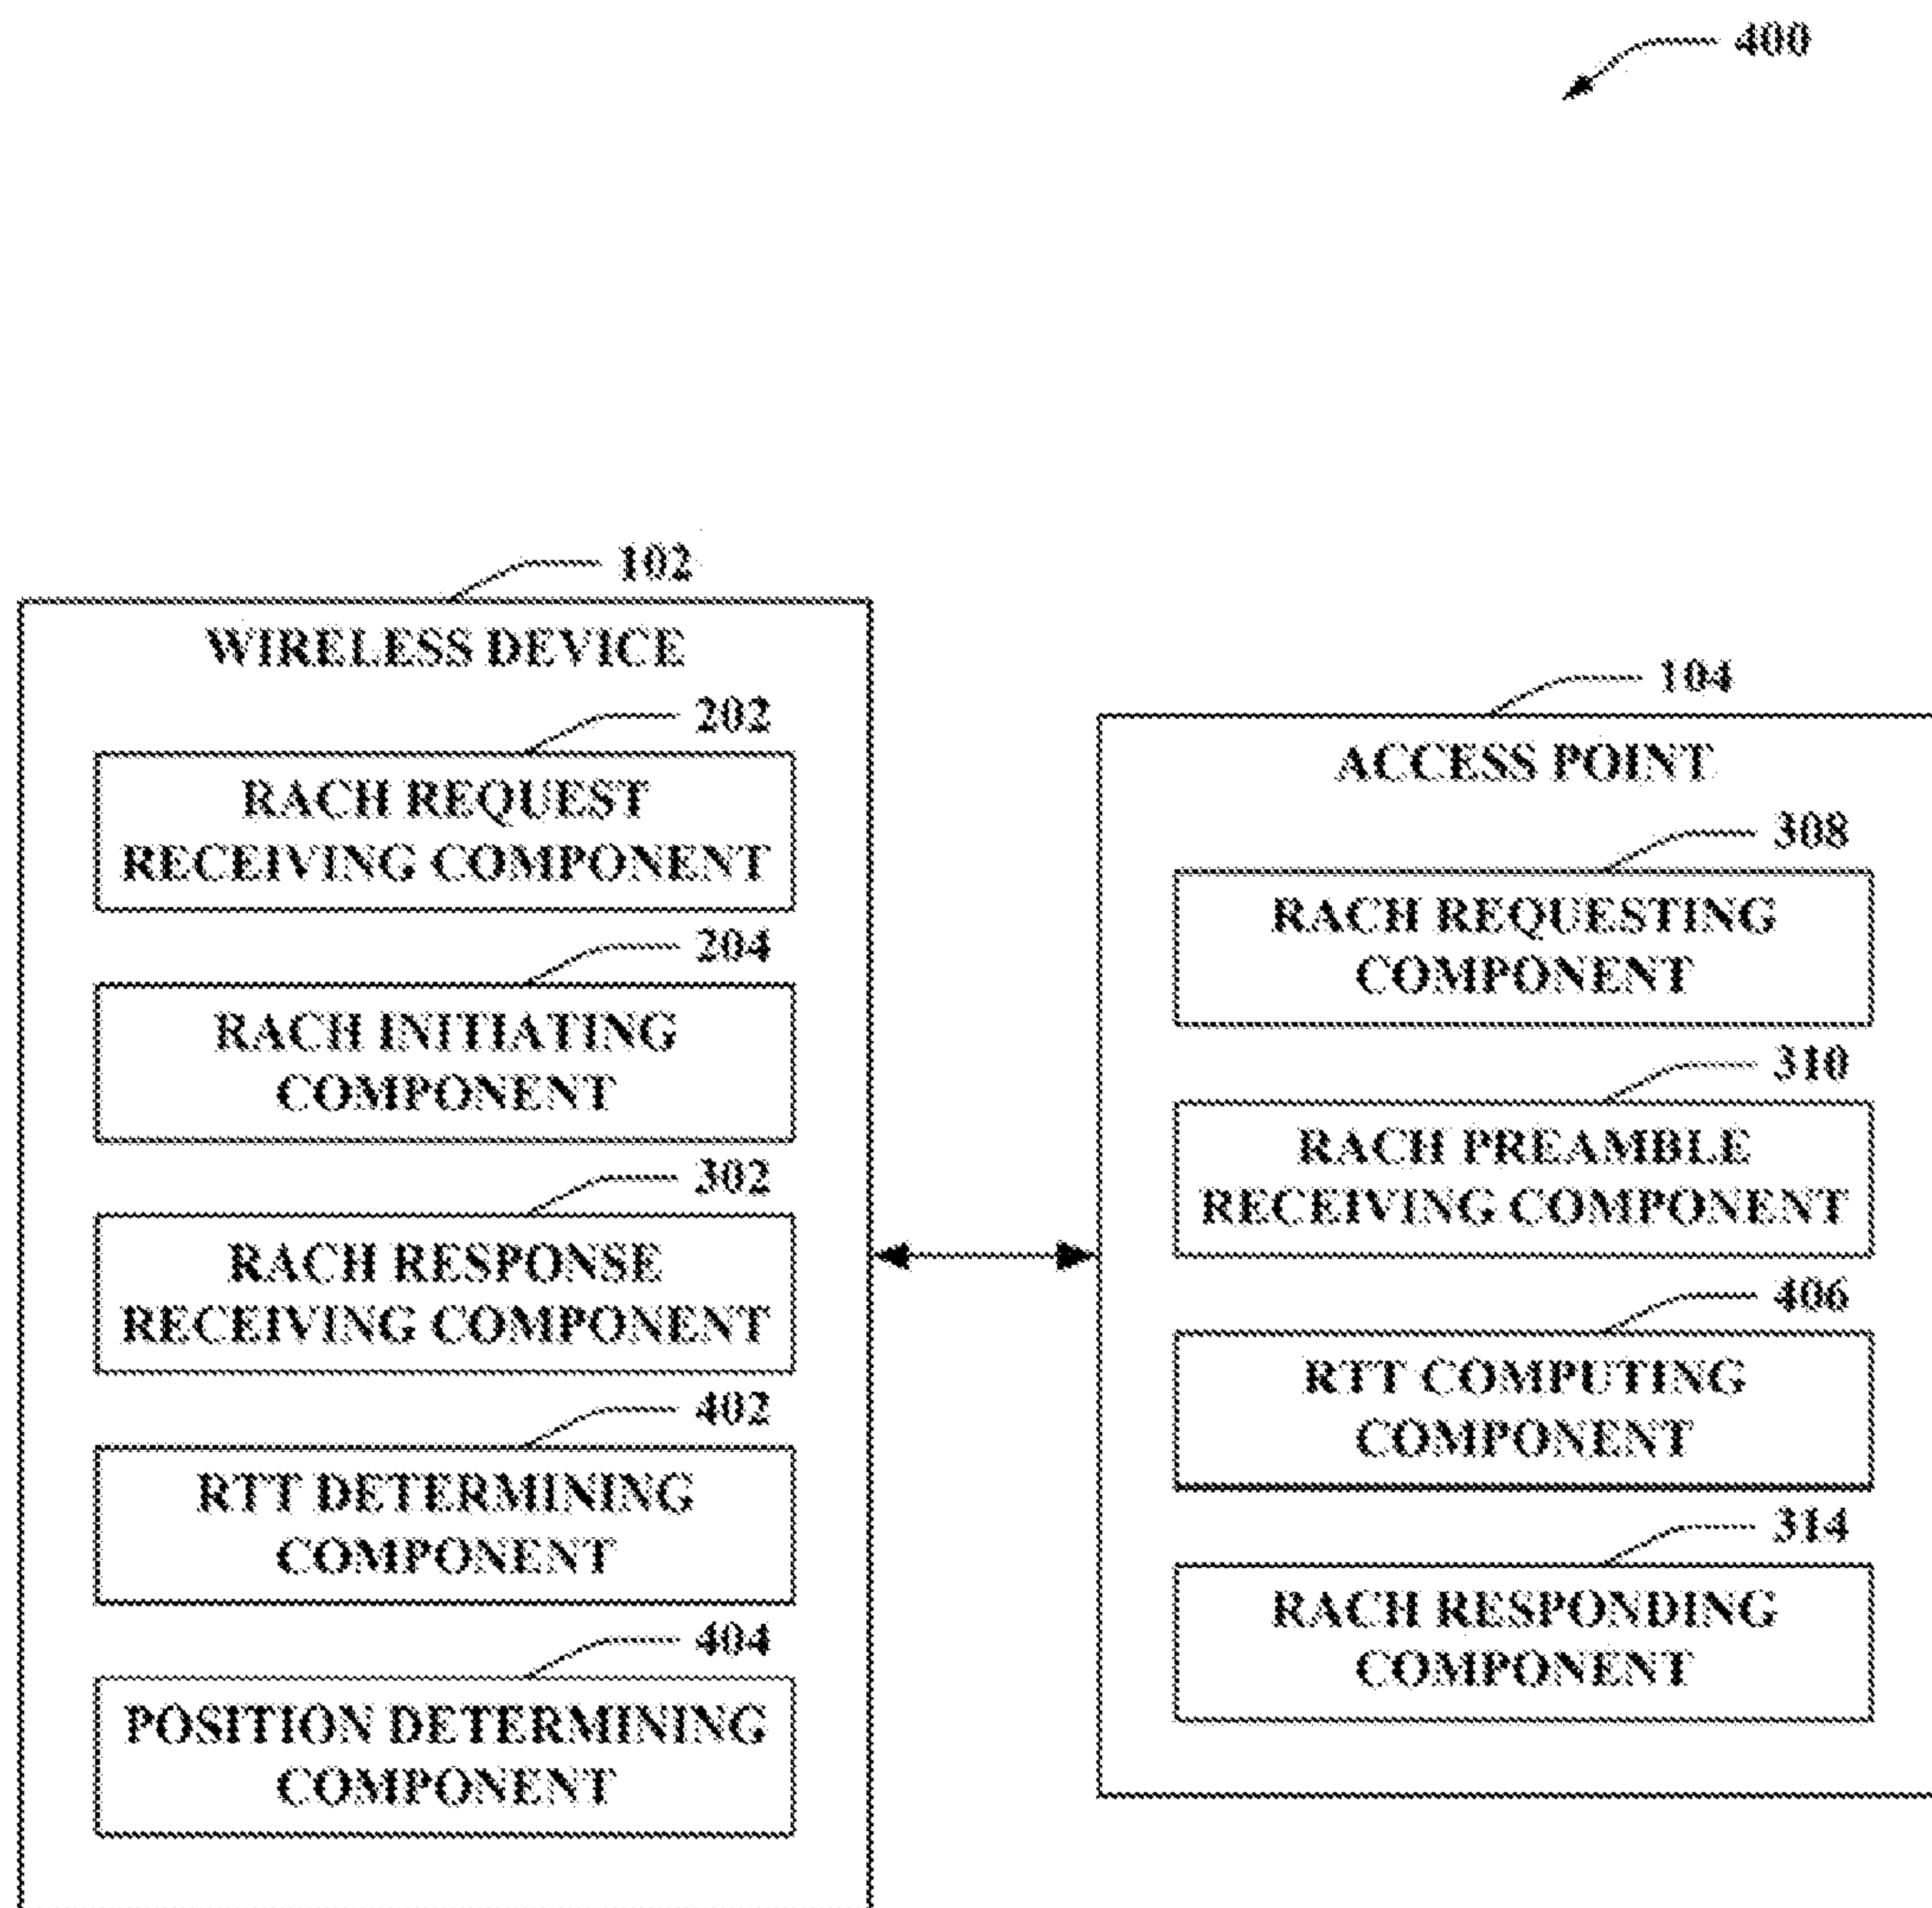 400
102
WIRELESS DEVICE
202
RACH REQUEST
RECEIVING COMPONENT
204
RACH INITIATING
COMPONENT
302
RACH RESPONSE
RECEIVING COMPONENT
402
RTT DETERMINING
COMPONENT
404
POSITION DETERMINING
COMPONENT
104
ACCESS POINT
308
RACH REQUESTING
COMPONENT
310
RACH PREAMBLE
RECEIVING COMPONENT
406
RTT COMPUTING
COMPONENT
314
RACH RESPONDING
COMPONENT